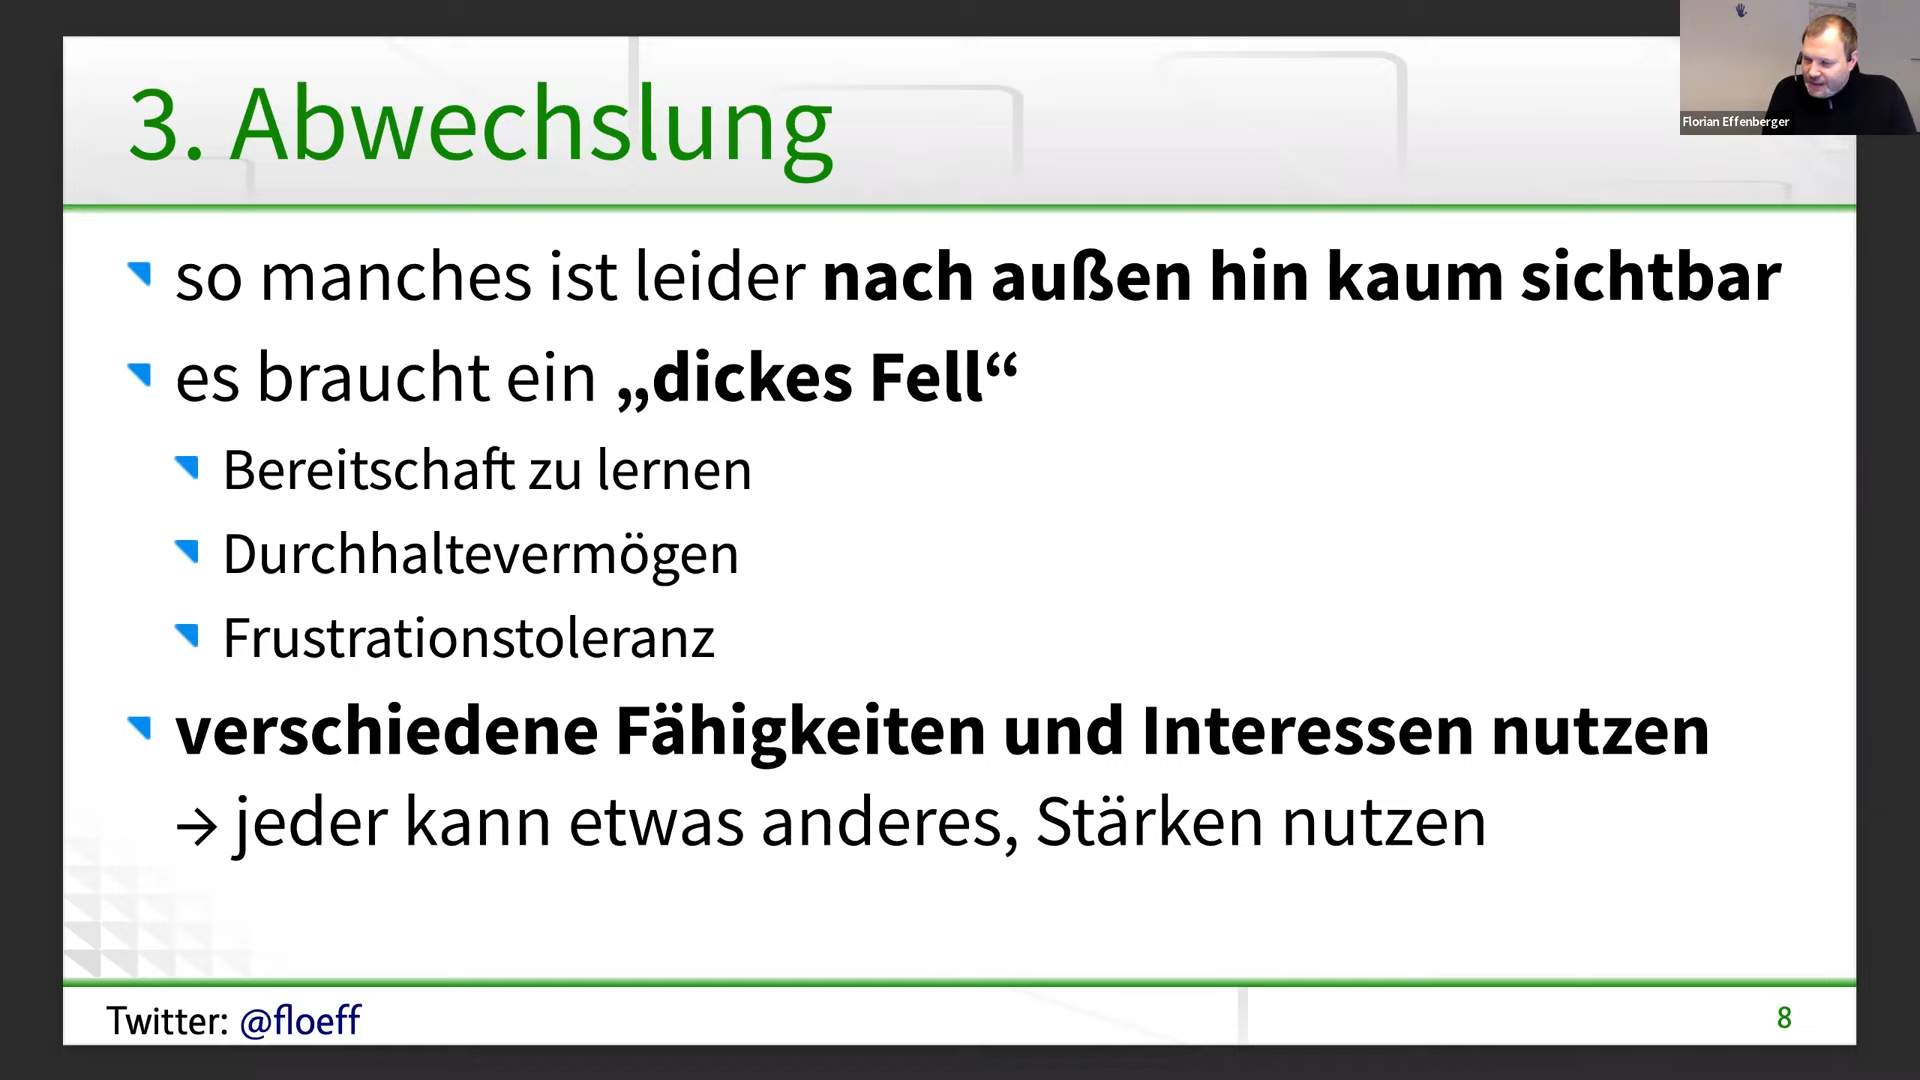 3. Abwechslung
Florian Effenberger
so manches ist leider nach außen hin kaum sichtbar
es braucht ein „dickes Fell“
Bereitschaft zu lernen
Durchhaltevermögen
Frustrationstoleranz
verschiedene Fähigkeiten und Interessen nutzen
→ jeder kann etwas anderes, Stärken nutzen
Twitter: @floeff
8